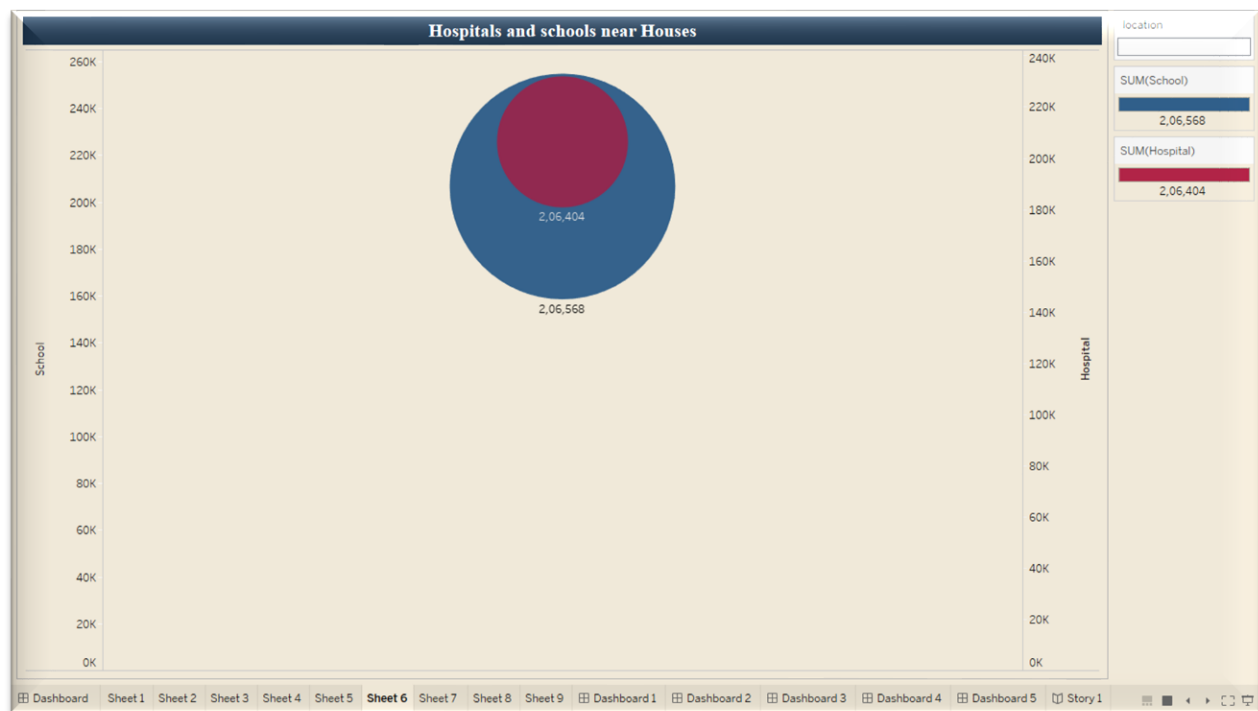 Hospitals and schools near Houses
location
SUM(School)
2,06,568
SUM(Hospital)
2,06,404
School
260K
240K
220K
200K
180K
160K
140K
120K
100K
80K
60K
40K
20K
0K
2,06,404
2,06,568
Hospital
240K
220K
200K
180K
160K
140K
120K
100K
80K
60K
40K
20K
0K
Dashboard Sheet 1 Sheet 2 Sheet 3 Sheet 4 Sheet 5 Sheet 6 Sheet 7 Sheet 8 Sheet 9 Dashboard 1 Dashboard 2 Dashboard 3 Dashboard 4 Dashboard 5 Story 1